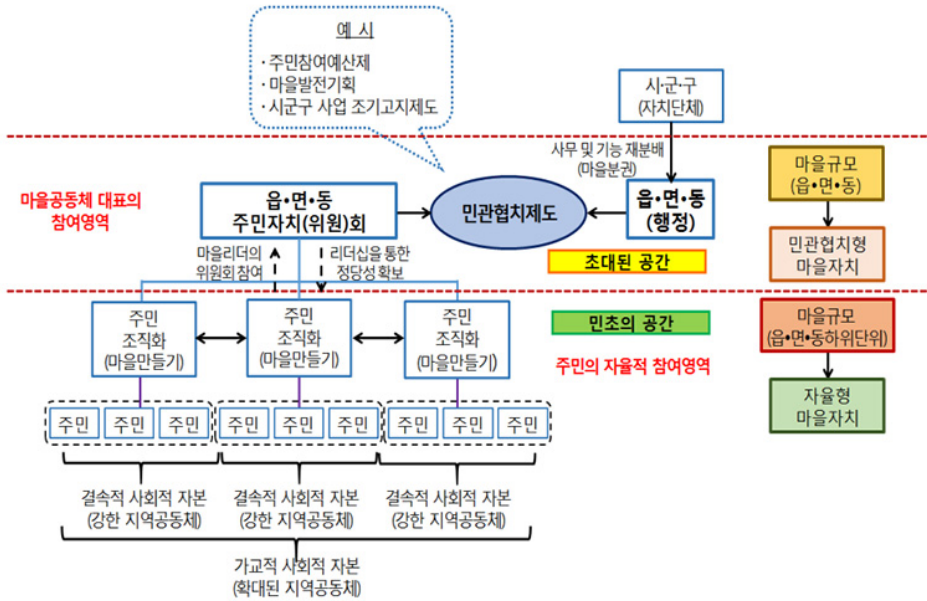 예 시
· 주민참여예산제
· 마을발전기획
· 시군구 사업 조기고지제도
시·군·구
(자치단체)
사무 및 기능 재분배
(마을분권)
마을공동체 대표의
참여영역
읍·면·동
주민자치(위원)회
민관협치제도
읍·면·동
(행정)
마을규모
(읍·면·동)
마을리더의
위원회 참여
리더십을 통한
정당성 확보
초대된 공간
민관협치형
마을자치
주민
조직화
(마을만들기)
주민
조직화
(마을만들기)
주민
조직화
(마을만들기)
민초의 공간
주민의 자율적 참여영역
마을규모
(읍·면·동하위단위)
자율형
마을자치
주민 주민 주민 주민 주민 주민 주민 주민 주민
결속적 사회적 자본
(강한 지역공동체)
결속적 사회적 자본
(강한 지역공동체)
결속적 사회적 자본
(강한 지역공동체)
가교적 사회적 자본
(확대된 지역공동체)